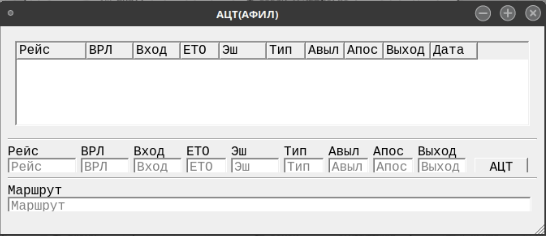 АЦТ(АФИЛ)
Рейс ВРЛ Вход ЕТО Эш Тип Авыл Апос Выход Дата
Рейс ВРЛ Вход ЕТО Эш Тип Авыл Апос Выход
Рейс ВРЛ Вход ЕТО Эш Тип Авыл Апос Выход АЦТ
Маршрут
Маршрут